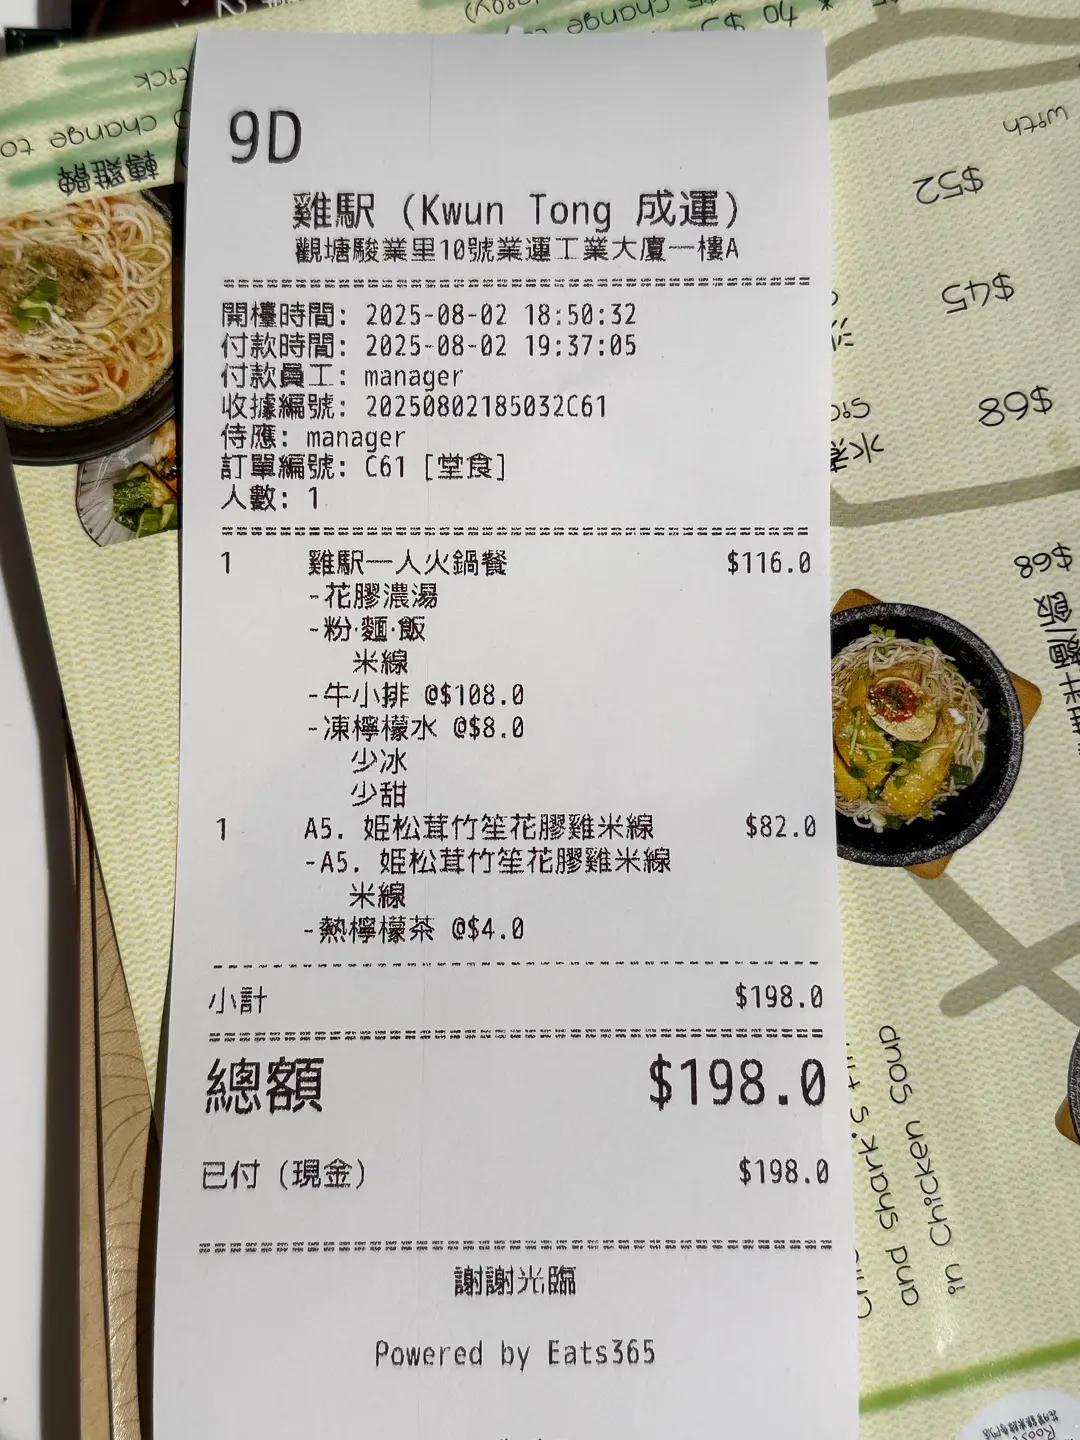 9D
雞駅 (Kwun Tong 成運)
觀塘駿業里10號業運工業大廈一樓A
開檯時間: 2025-08-02 18:50:32
付款時間: 2025-08-02 19:37:05
付款員工: manager
收據編號: 20250802185032C61
侍應: manager
訂單編號: C61 [堂食]
人數: 1
1 雞駅一人火鍋餐 $116.0
-花膠濃湯
-粉·麵·飯
米線
-牛小排 @$108.0
-凍檸檬水 @$8.0
少冰
少甜
1 A5. 姬松茸竹笙花膠雞米線 $82.0
-A5. 姬松茸竹笙花膠雞米線
米線
-熱檸檬茶 @$4.0
小計 $198.0
總額 $198.0
已付 (現金) $198.0
謝謝光臨
Powered by Eats365
change to
with
$52
$45
$68
$68
飯
and shark's
in Chicken Soup